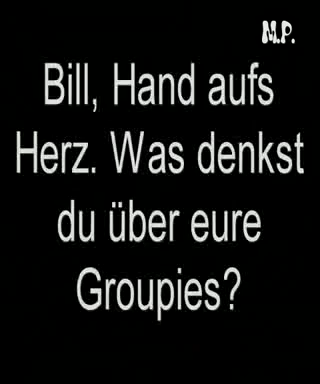 M.P.
Bill, Hand aufs
Herz. Was denkst
du über eure
Groupies?